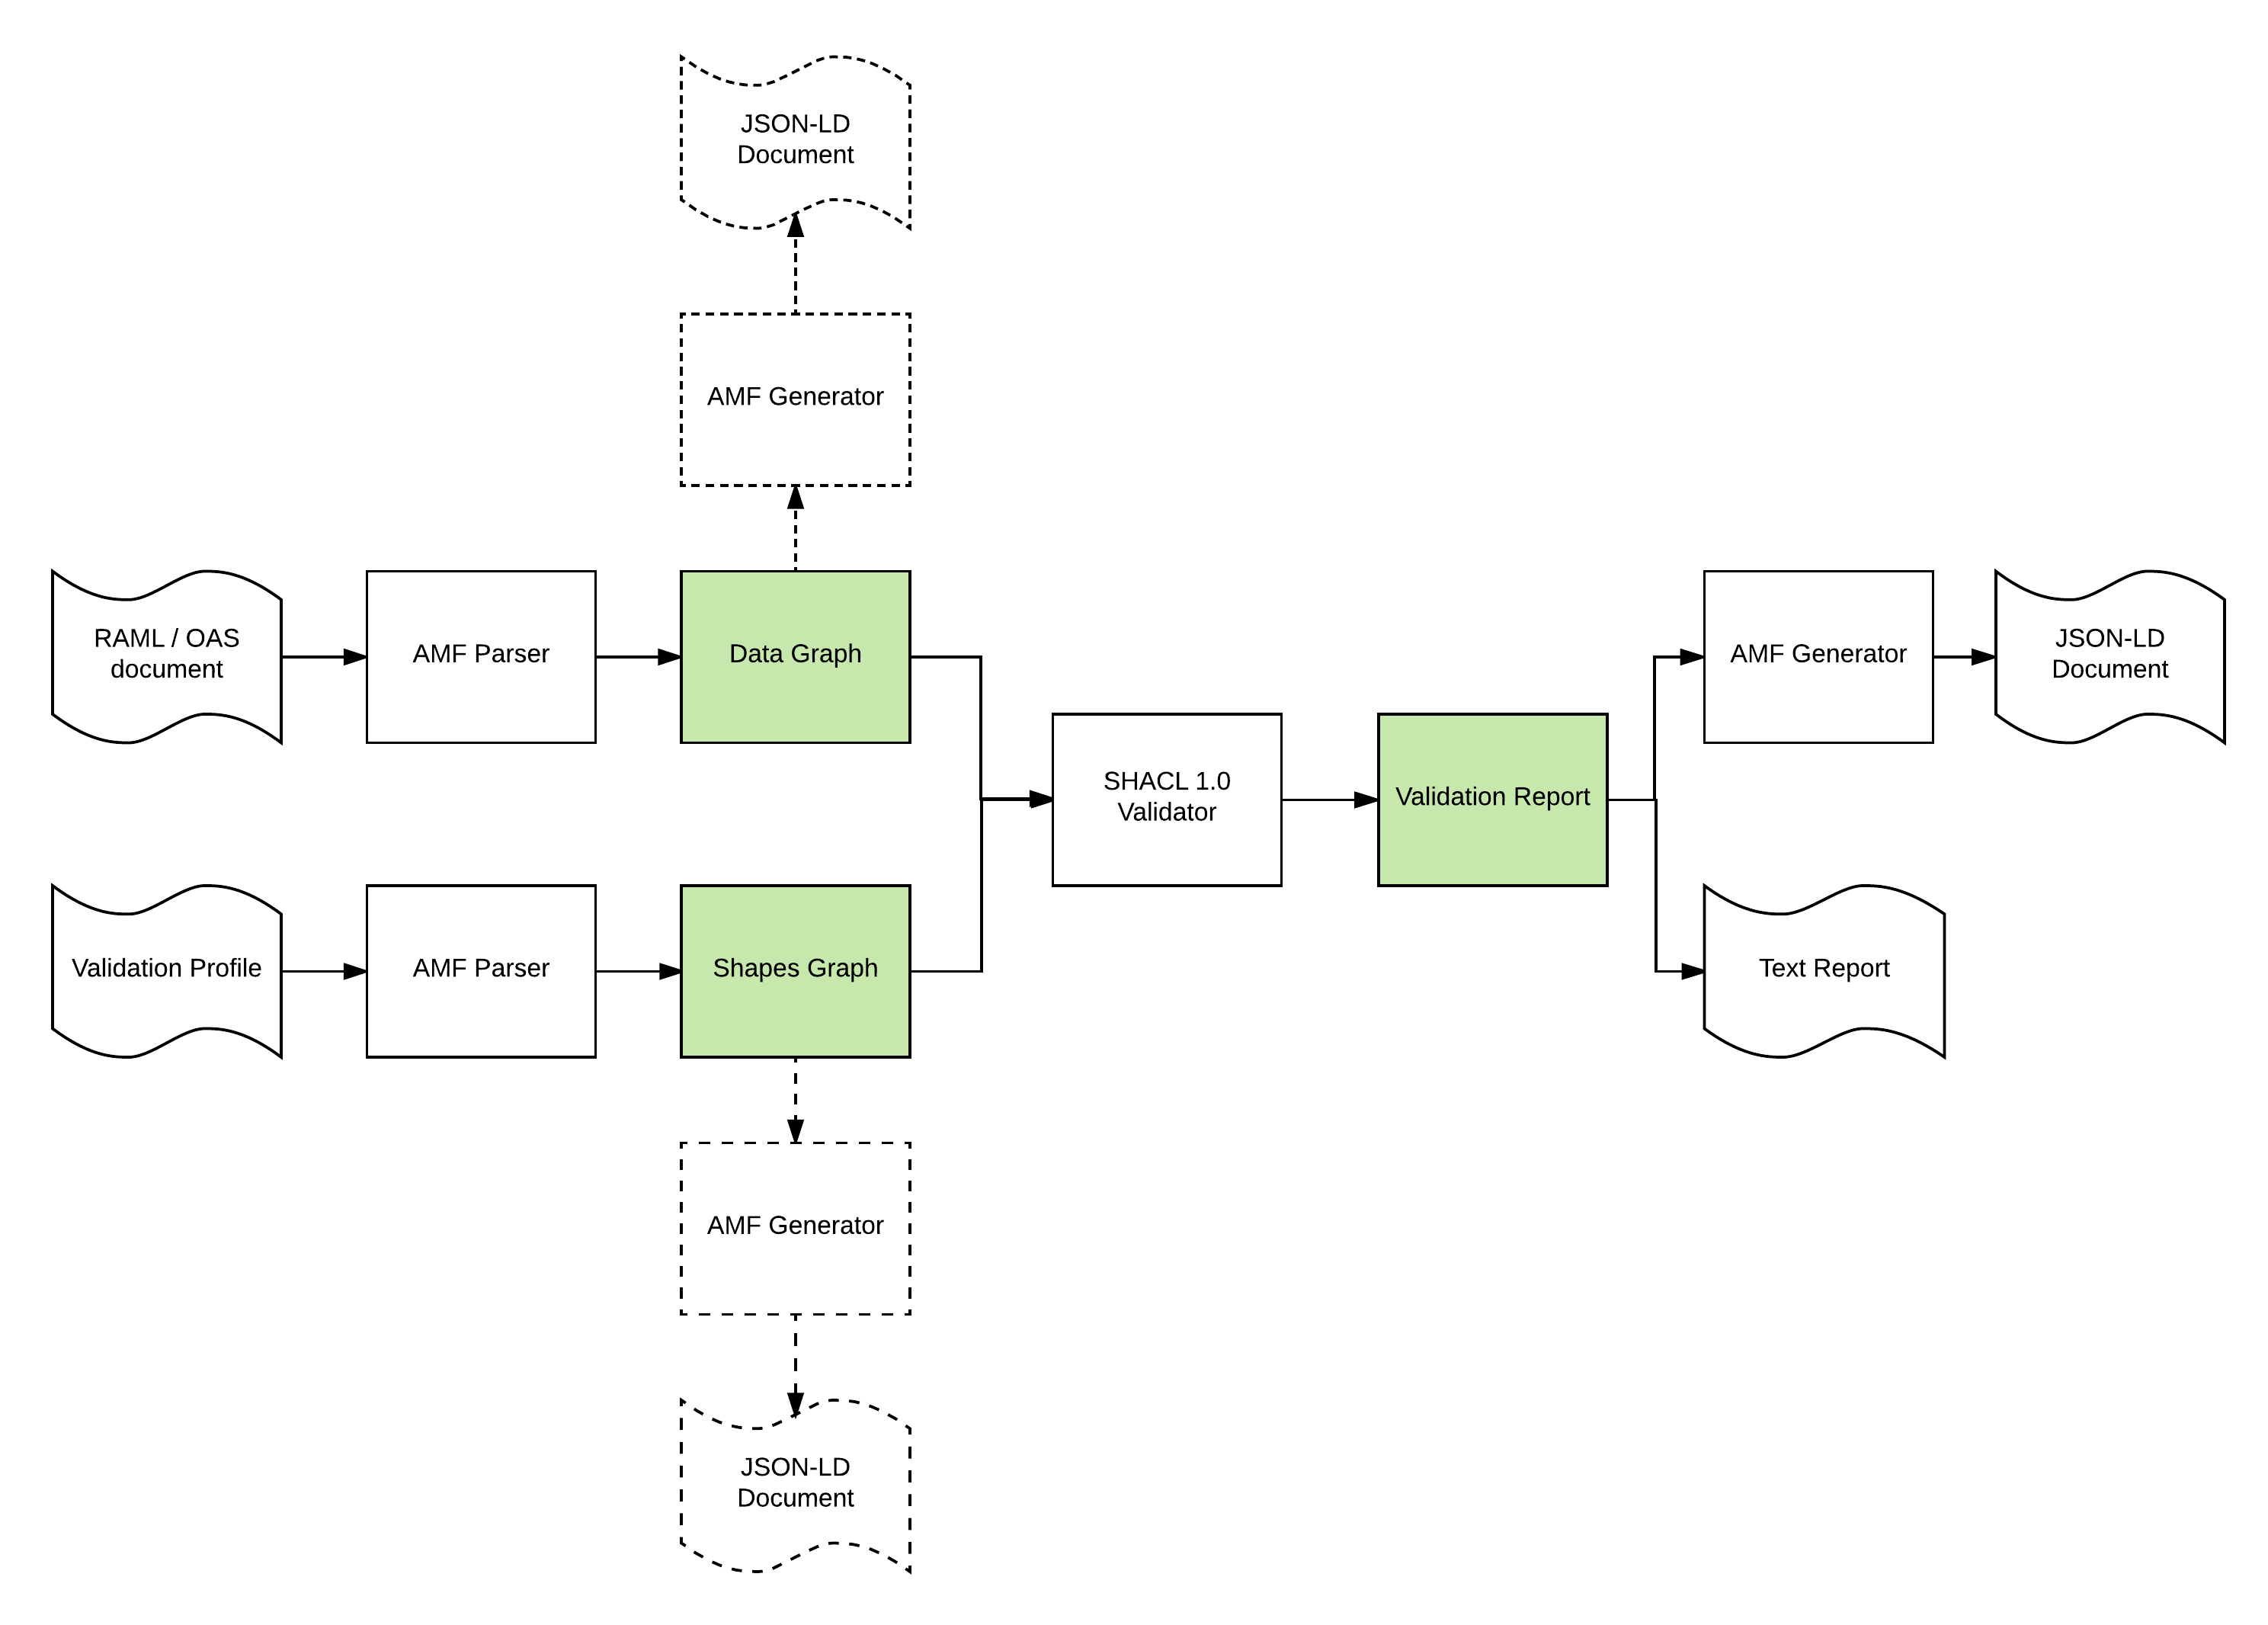 JSON-LD
Document
AMF Generator
RAML / OAS
document
AMF Parser
Data Graph
AMF Generator
JSON-LD
Document
SHACL 1.0
Validator
Validation Report
Validation Profile
AMF Parser
Shapes Graph
Text Report
AMF Generator
JSON-LD
Document